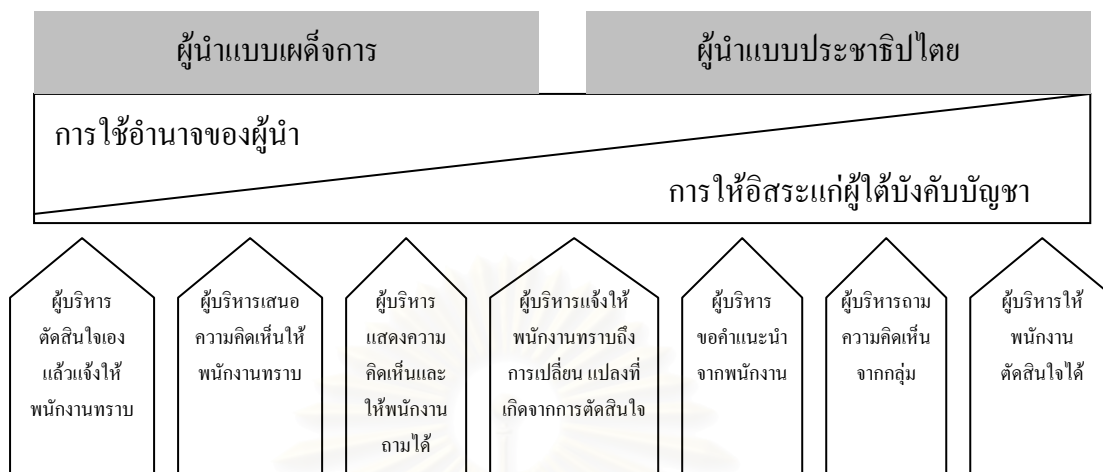 ผู้นำแบบเผด็จการ
ผู้นำแบบประชาธิปไตย
การใช้อำนาจของผู้นำ
การให้อิสระแก่ผู้ใต้บังคับบัญชา
ผู้บริหาร
ตัดสินใจเอง
แล้วแจ้งให้
พนักงานทราบ
ผู้บริหารเสนอ
ความคิดเห็นให้
พนักงานทราบ
ผู้บริหาร
แสดงความ
คิดเห็นและ
ให้พนักงาน
ถามได้
ผู้บริหารแจ้งให้
พนักงานทราบถึง
การเปลี่ยน แปลงที่
เกิดจากการตัดสินใจ
ผู้บริหาร
ขอคำแนะนำ
จากพนักงาน
ผู้บริหารถาม
ความคิดเห็น
จากกลุ่ม
ผู้บริหารให้
พนักงาน
ตัดสินใจได้